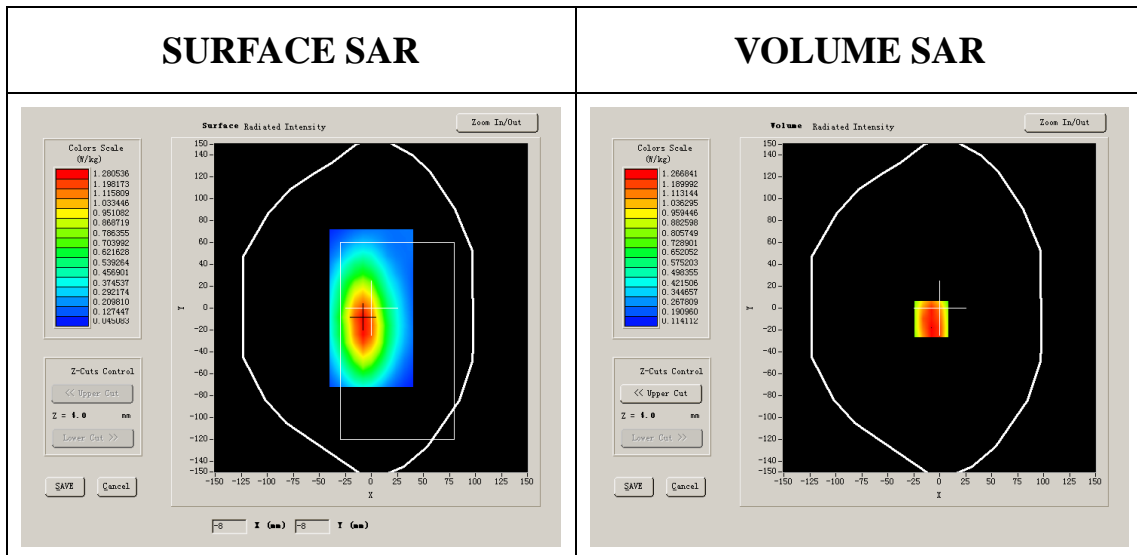 SURFACE SAR
VOLUME SAR
Surface Radiated Intensity
Zoom In/Out
Colors Scale
(W/kg)
1.280536
1.198173
1.115809
1.033446
0.951082
0.868719
0.786355
0.703992
0.621628
0.539264
0.456901
0.374537
0.292174
0.209810
0.127447
0.045083
150
140
120
100
80
60
40
20
0
-20
-40
-60
-80
-100
-120
-140
-150
Y
-150 -125 -100 -75 -50 -25 0 25 50 75 100 125 150
X
Z-Cuts Control
<< Upper Cut
Z = 4.0 mm
Lower Cut >>
SAVE Cancel
-8 X (mm) -8 Y (mm)
Volume Radiated Intensity
Zoom In/Out
Colors Scale
(W/kg)
1.266841
1.189992
1.113144
1.036295
0.959446
0.882598
0.805749
0.728901
0.652052
0.575203
0.498355
0.421506
0.344657
0.267809
0.190960
0.114112
150
140
120
100
80
60
40
20
0
-20
-40
-60
-80
-100
-120
-140
-150
Y
-150 -125 -100 -75 -50 -25 0 25 50 75 100 125 150
X
Z-Cuts Control
<< Upper Cut
Z = 4.0 mm
Lower Cut >>
SAVE Cancel